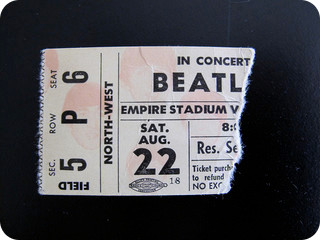 SEAT 6
ROW P
SEC. 5
FIELD
NORTH-WEST
IN CONCERT
BEATL
EMPIRE STADIUM V
SAT.
AUG.
22
18
8:
Res. Se
Ticket purch
to refund
NO EXC